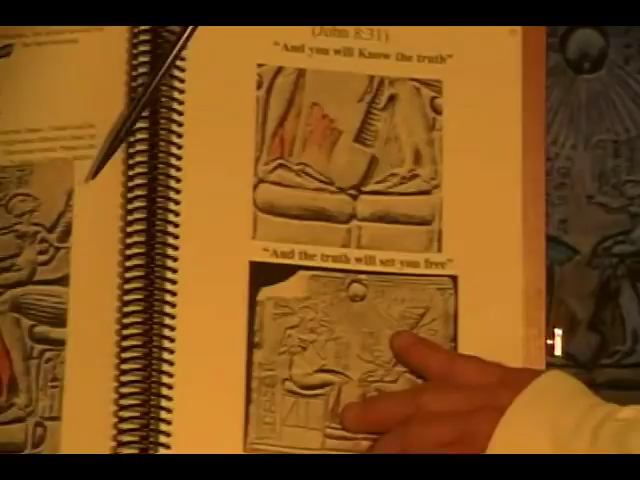 (John 8:31)
"And you will Know the truth"
"And the truth will set you free"